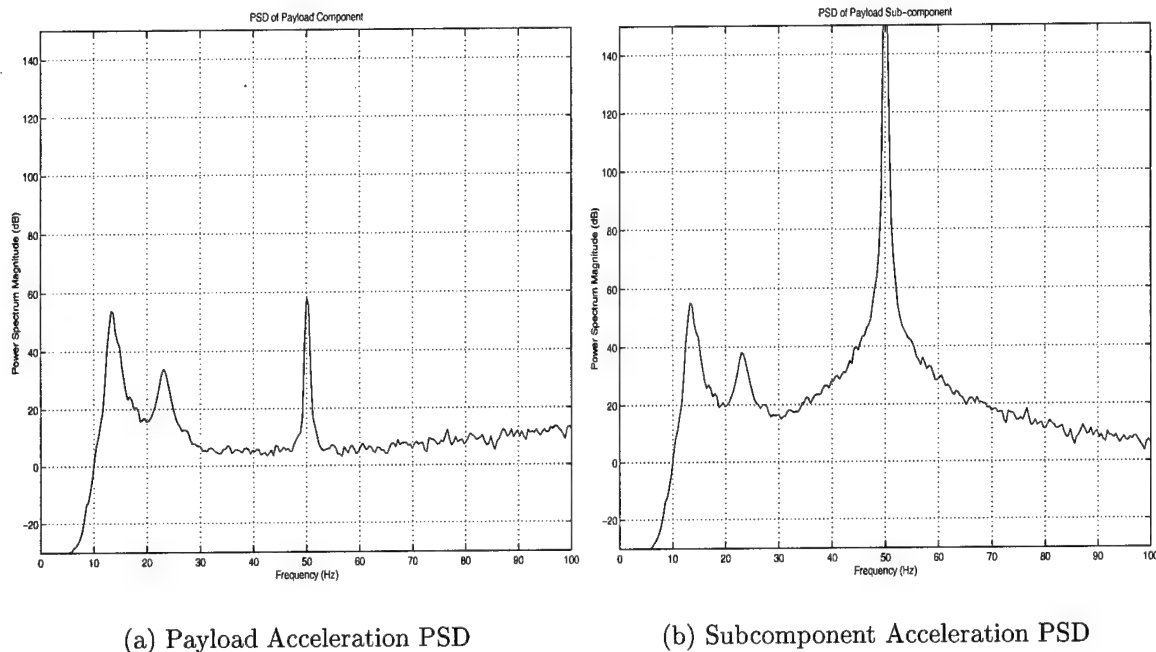 PSD of Payload Component
Power Spectrum Magnitude (dB)
140
120
100
80
60
40
20
0
−20
0 10 20 30 40 50 60 70 80 90 100
Frequency (Hz)
(a) Payload Acceleration PSD
PSD of Payload Sub−component
Power Spectrum Magnitude (dB)
140
120
100
80
60
40
20
0
−20
0 10 20 30 40 50 60 70 80 90 100
Frequency (Hz)
(b) Subcomponent Acceleration PSD